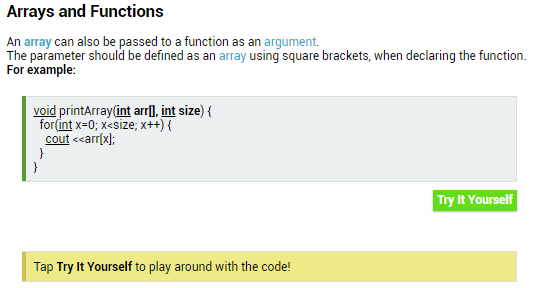 Arrays and Functions
An array can also be passed to a function as an argument.
The parameter should be defined as an array using square brackets, when declaring the function.
For example:
void printArray(int arr[], int size) {
for(int x=0; x<size; x++) {
cout <<arr[x];
}
}
Try It Yourself
Tap Try It Yourself to play around with the code!